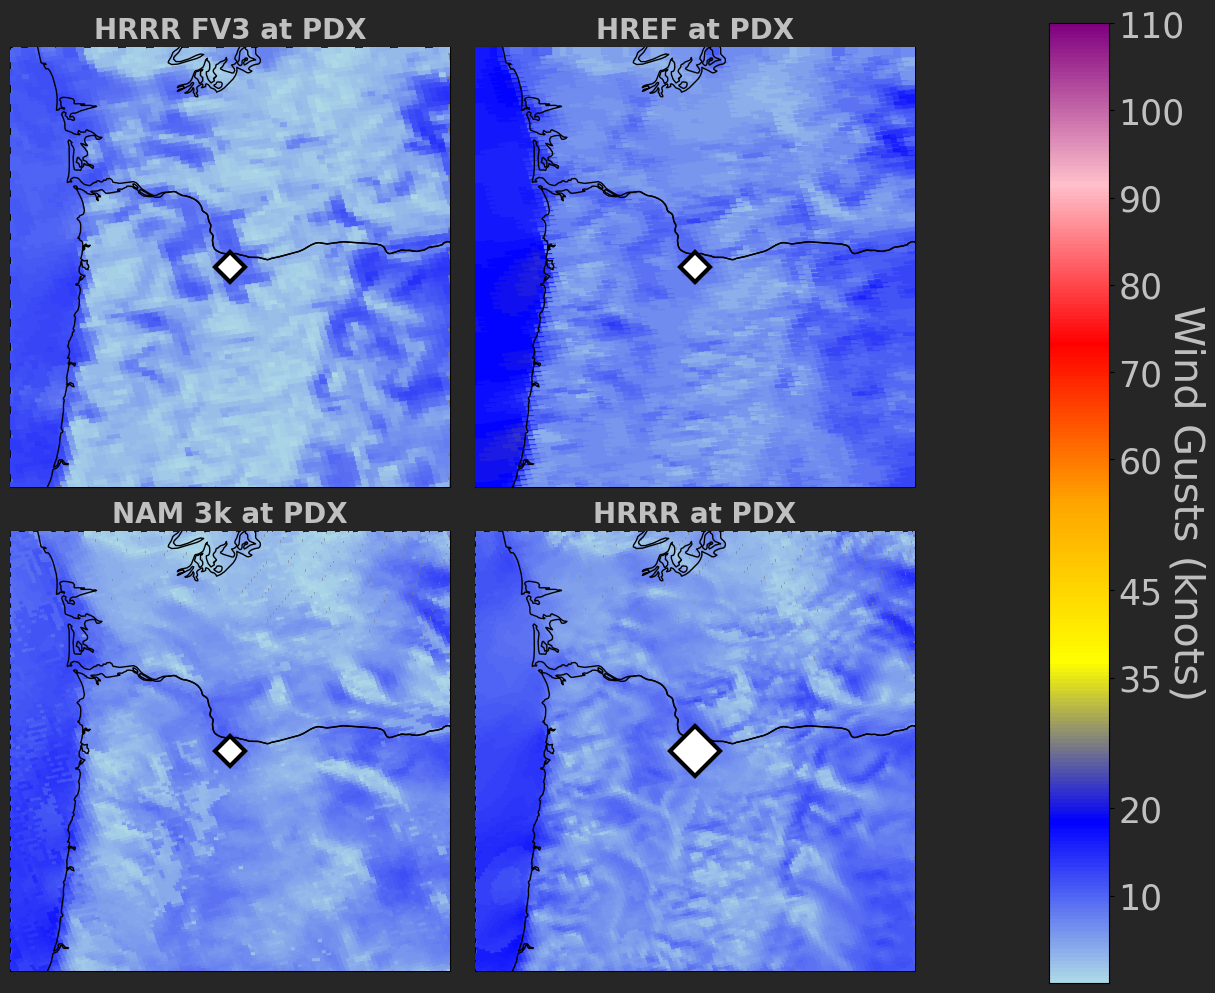 HRRR FV3 at PDX
HREF at PDX
NAM 3k at PDX
HRRR at PDX
110
100
90
80
70
60
45
35
20
10
Wind Gusts (knots)